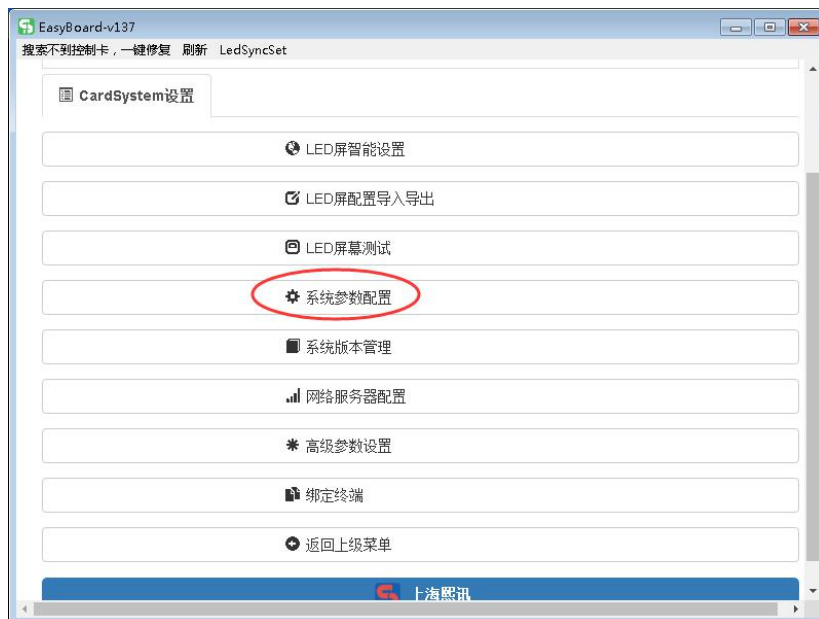 EasyBoard-v137
搜索不到控制卡，一键修复 刷新 LedSyncSet
CardSystem设置
LED屏智能设置
LED屏配置导入导出
LED屏幕测试
系统参数配置
系统版本管理
网络服务器配置
高级参数设置
绑定终端
返回上级菜单
上海熙讯